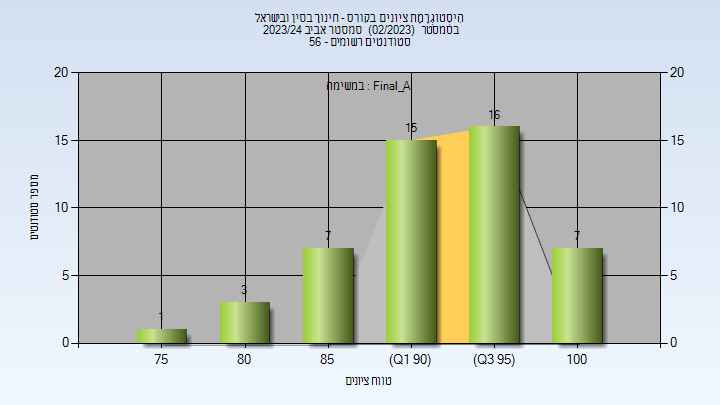 היסטוגרמת ציונים בקורס - חינוך בסין ובישראל
בסמסטר (02/2023) סמסטר אביב 2023/24
סטודנטים רשומים - 56
במשימה : Final_A
20 20
15 15
10 10
5 5
0 0
1 3 7 15 16 7
75 80 85 (Q1 90) (Q3 95) 100
מספר סטודנטים
טווח ציונים